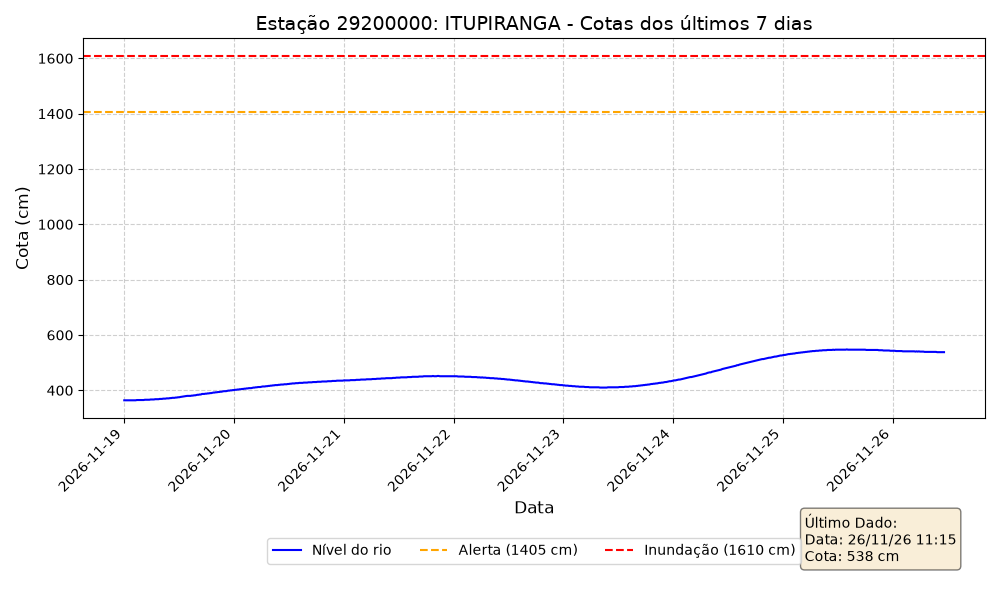 Estação 29200000: ITUPIRANGA - Cotas dos últimos 7 dias
Cota (cm)
1600
1400
1200
1000
800
600
400
2026-11-19
2026-11-20
2026-11-21
2026-11-22
2026-11-23
2026-11-24
2026-11-25
2026-11-26
Data
Nível do rio
Alerta (1405 cm)
Inundação (1610 cm)
Último Dado:
Data: 26/11/26 11:15
Cota: 538 cm